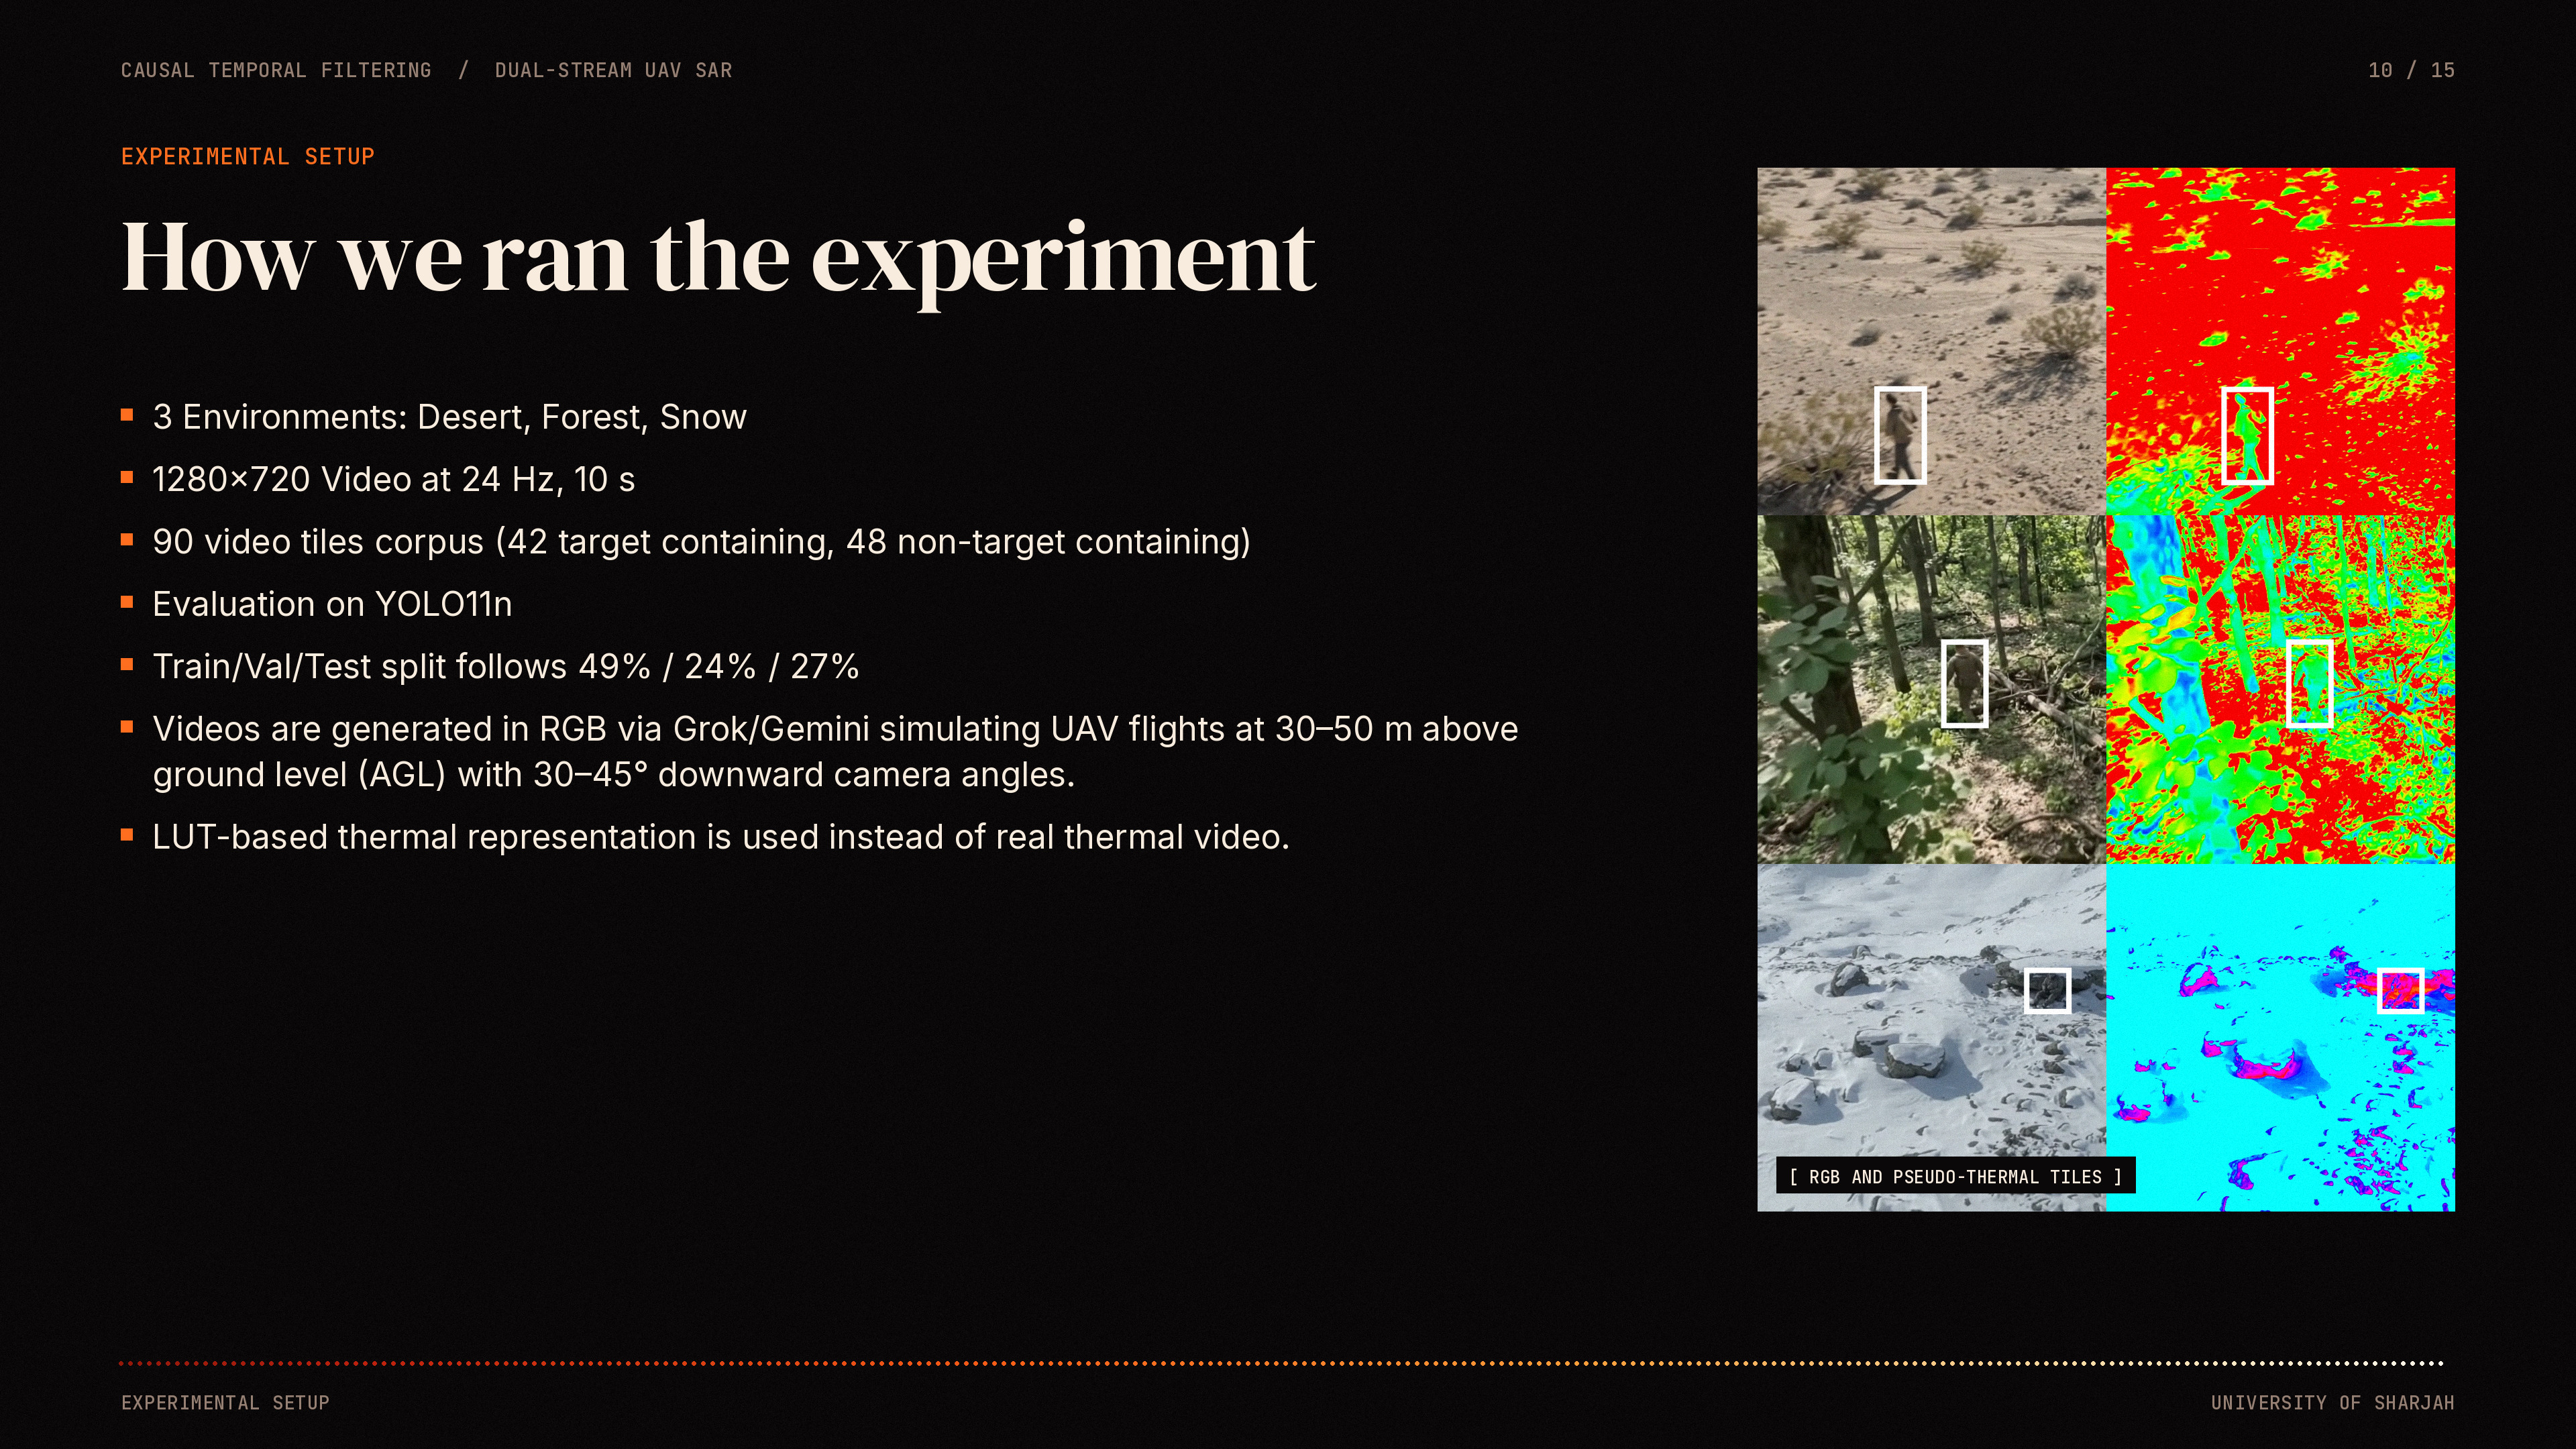 CAUSAL TEMPORAL FILTERING / DUAL-STREAM UAV SAR
10 / 15
EXPERIMENTAL SETUP
How we ran the experiment
3 Environments: Desert, Forest, Snow
1280×720 Video at 24 Hz, 10 s
90 video tiles corpus (42 target containing, 48 non-target containing)
Evaluation on YOLO11n
Train/Val/Test split follows 49% / 24% / 27%
Videos are generated in RGB via Grok/Gemini simulating UAV flights at 30–50 m above
ground level (AGL) with 30–45° downward camera angles.
LUT-based thermal representation is used instead of real thermal video.
[ RGB AND PSEUDO-THERMAL TILES ]
EXPERIMENTAL SETUP
UNIVERSITY OF SHARJAH